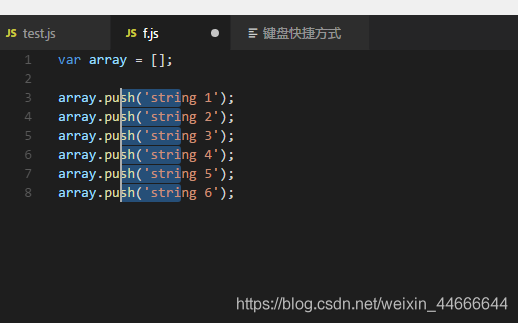 JS test.js JS f.js 键盘快捷方式
1 var array = [];
2
3 array.push('string 1');
4 array.push('string 2');
5 array.push('string 3');
6 array.push('string 4');
7 array.push('string 5');
8 array.push('string 6');
https://blog.csdn.net/weixin_44666644